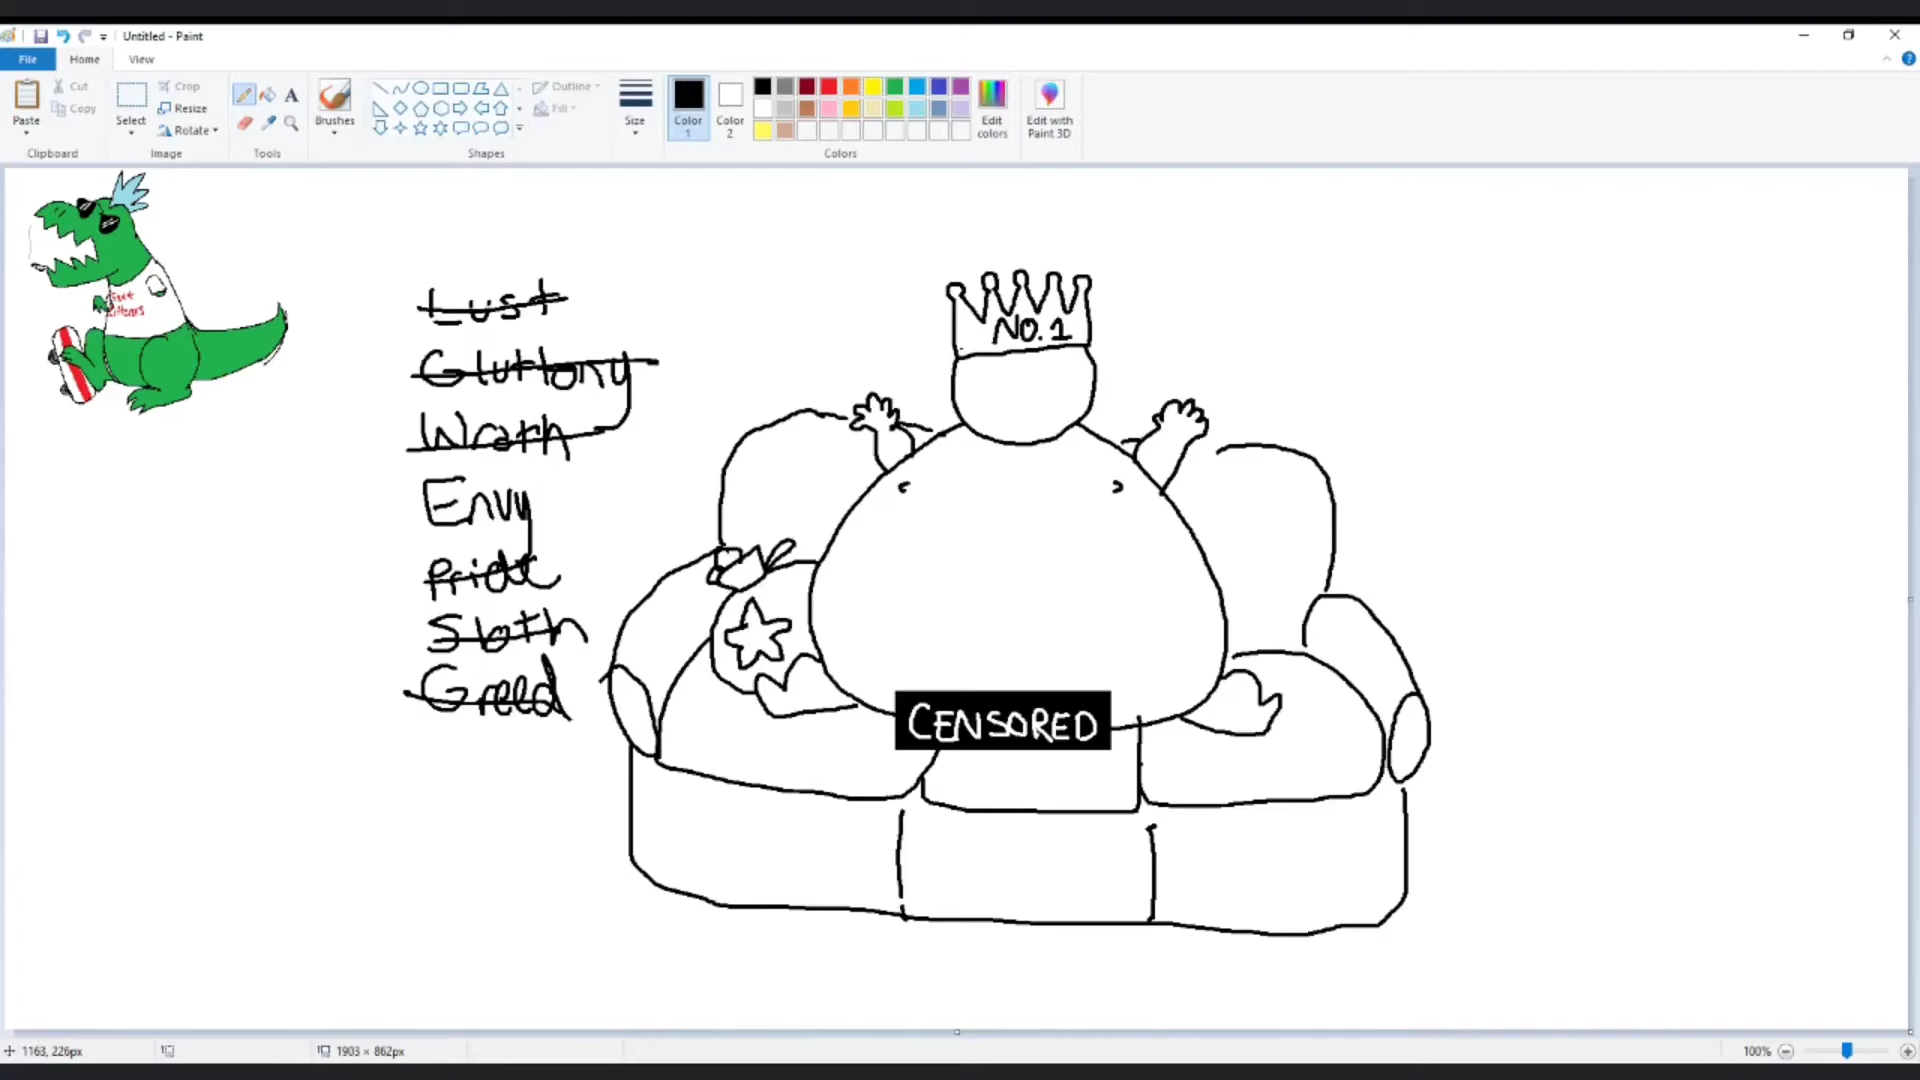 Untitled - Paint
File Home View
Paste
Cut
Copy
Clipboard
Select
Crop
Resize
Rotate
Image
Tools
Brushes
Shapes
Outline
Fill
Size
Color 1
Color 2
Edit colors
Colors
Edit with Paint 3D
Lust
Gluttony
Wrath
Envy
Pride
Sloth
Greed
NO. 1
CENSORED
1163, 226px
1903 × 862px
100%